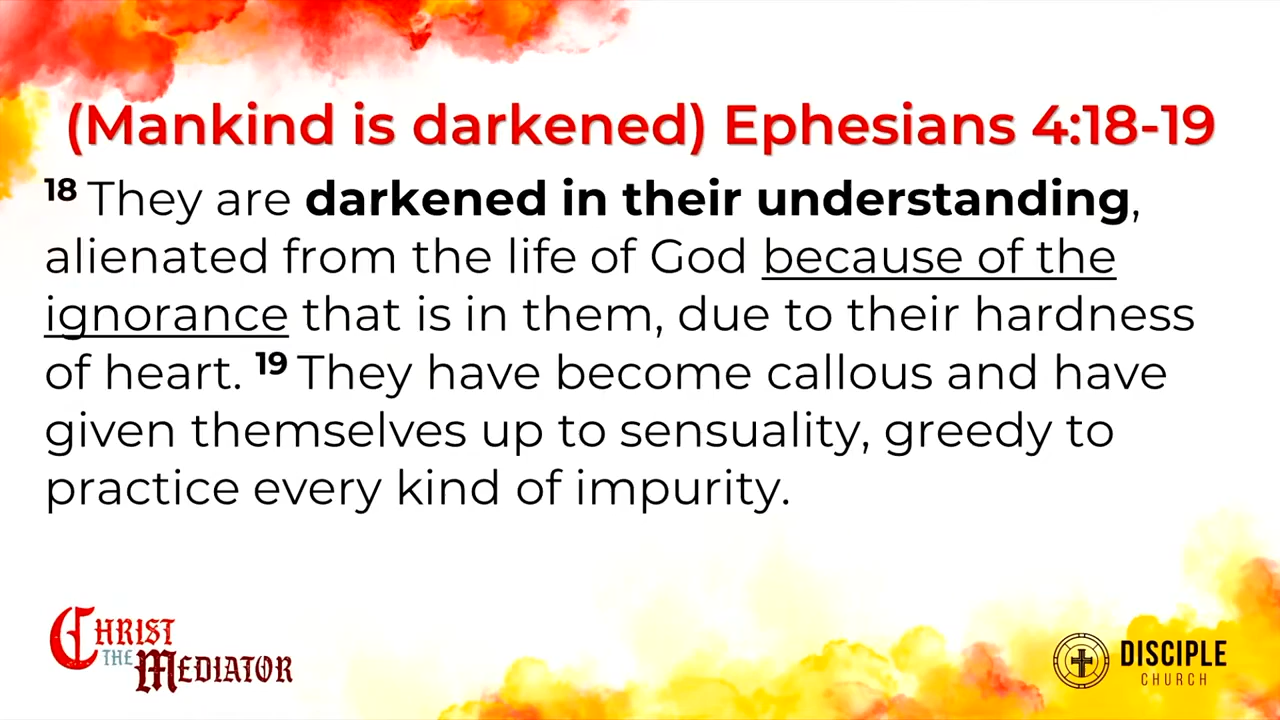 (Mankind is darkened) Ephesians 4:18-19
18 They are darkened in their understanding,
alienated from the life of God because of the
ignorance that is in them, due to their hardness
of heart. 19 They have become callous and have
given themselves up to sensuality, greedy to
practice every kind of impurity.
CHRIST
THE MEDIATOR
DISCIPLE
CHURCH